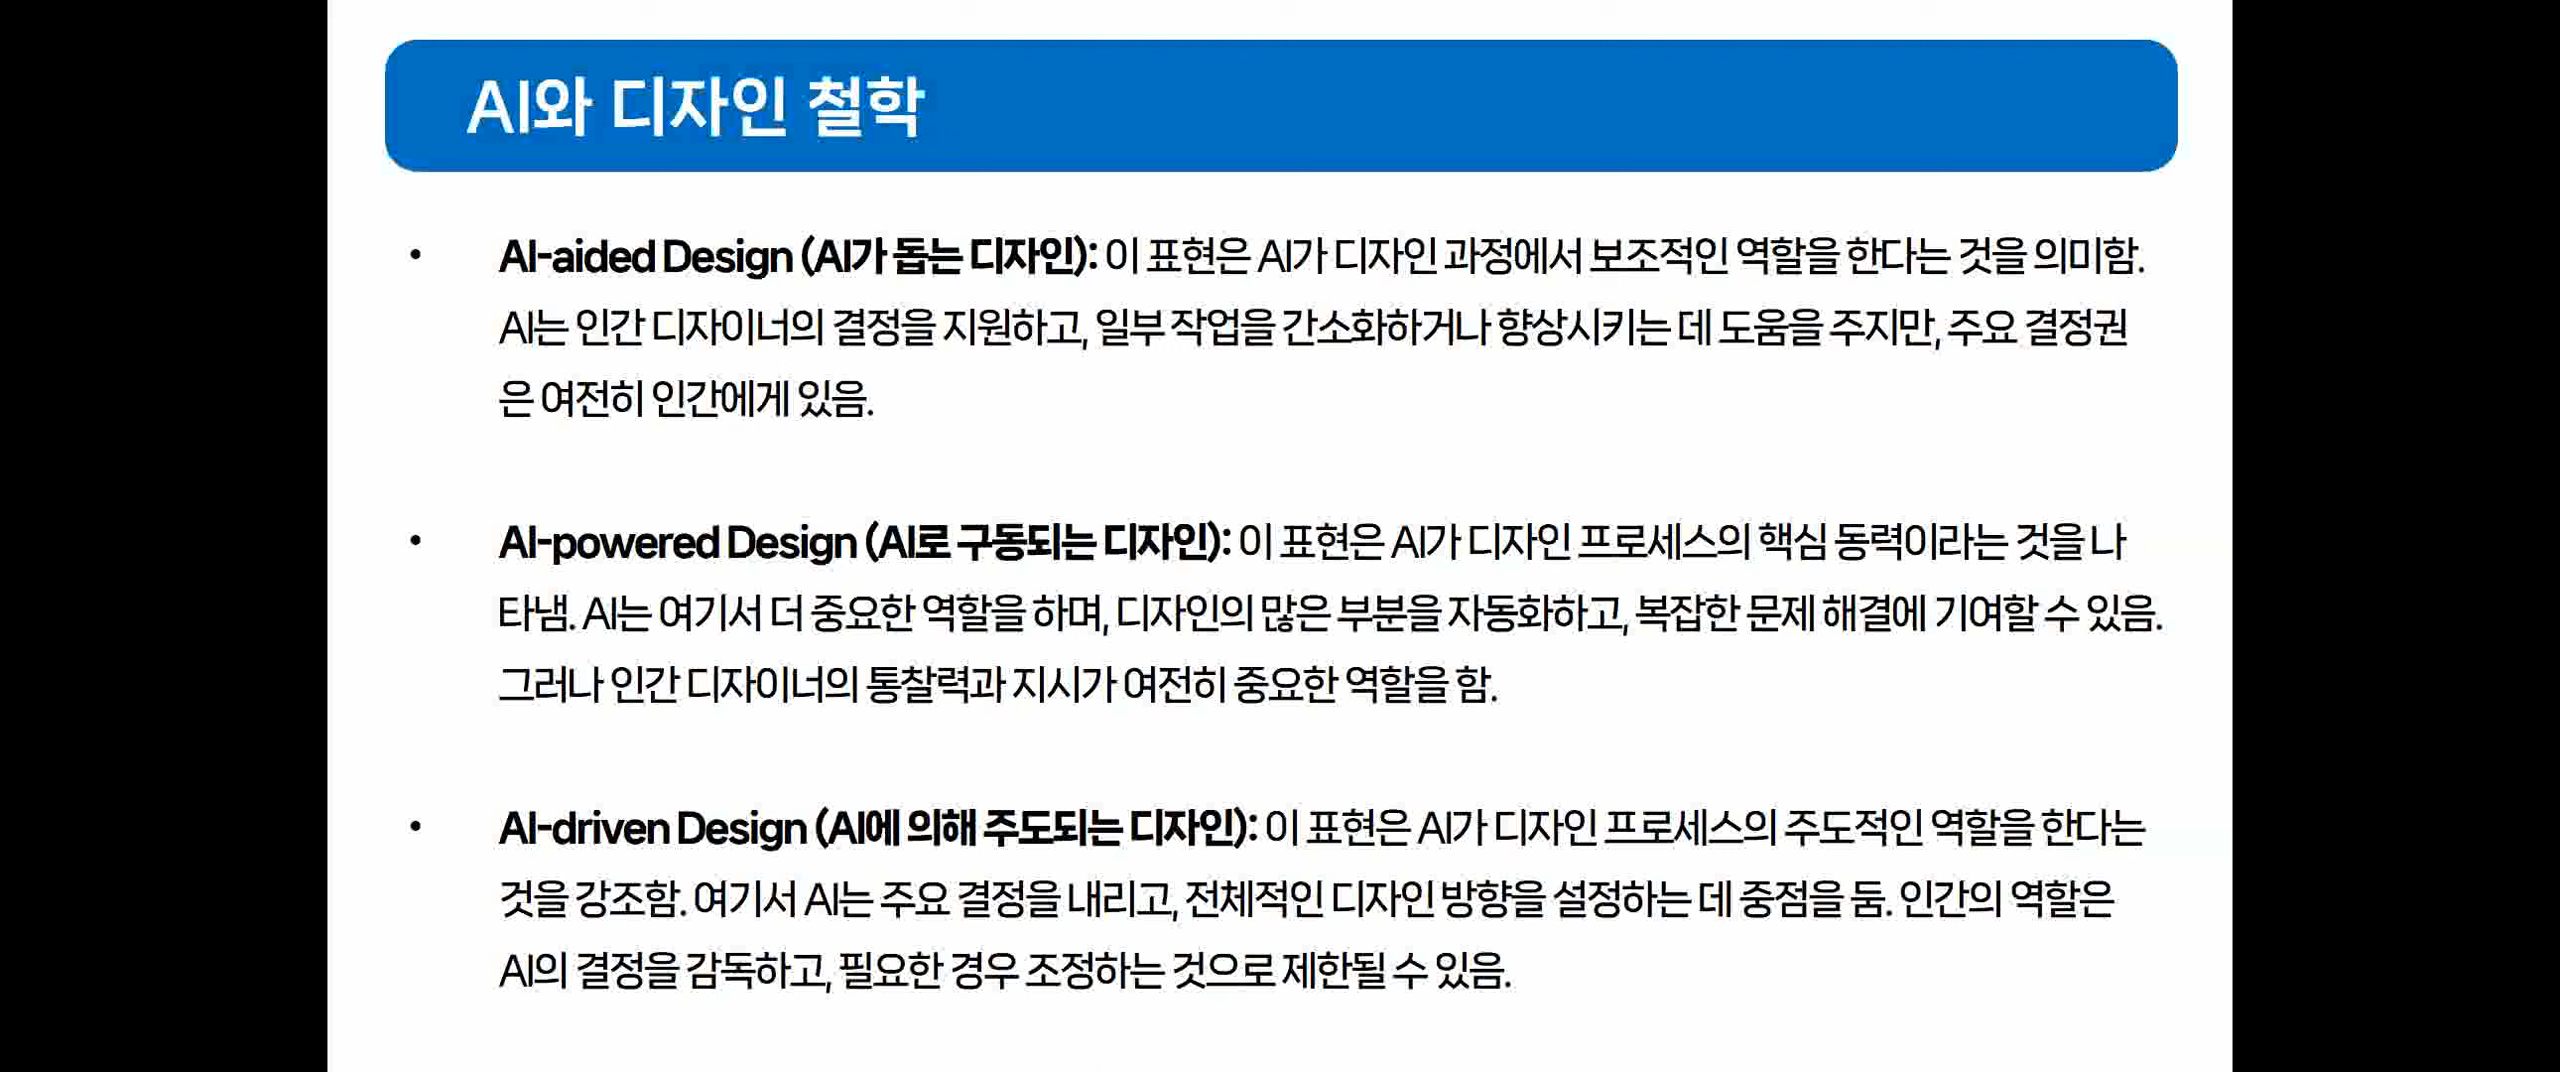 AI와 디자인 철학
• AI-aided Design (AI가 돕는 디자인): 이 표현은 AI가 디자인 과정에서 보조적인 역할을 한다는 것을 의미함.
AI는 인간 디자이너의 결정을 지원하고, 일부 작업을 간소화하거나 향상시키는 데 도움을 주지만, 주요 결정권
은 여전히 인간에게 있음.
• AI-powered Design (AI로 구동되는 디자인): 이 표현은 AI가 디자인 프로세스의 핵심 동력이라는 것을 나
타냄. AI는 여기서 더 중요한 역할을 하며, 디자인의 많은 부분을 자동화하고, 복잡한 문제 해결에 기여할 수 있음.
그러나 인간 디자이너의 통찰력과 지시가 여전히 중요한 역할을 함.
• AI-driven Design (AI에 의해 주도되는 디자인): 이 표현은 AI가 디자인 프로세스의 주도적인 역할을 한다는
것을 강조함. 여기서 AI는 주요 결정을 내리고, 전체적인 디자인 방향을 설정하는 데 중점을 둠. 인간의 역할은
AI의 결정을 감독하고, 필요한 경우 조정하는 것으로 제한될 수 있음.